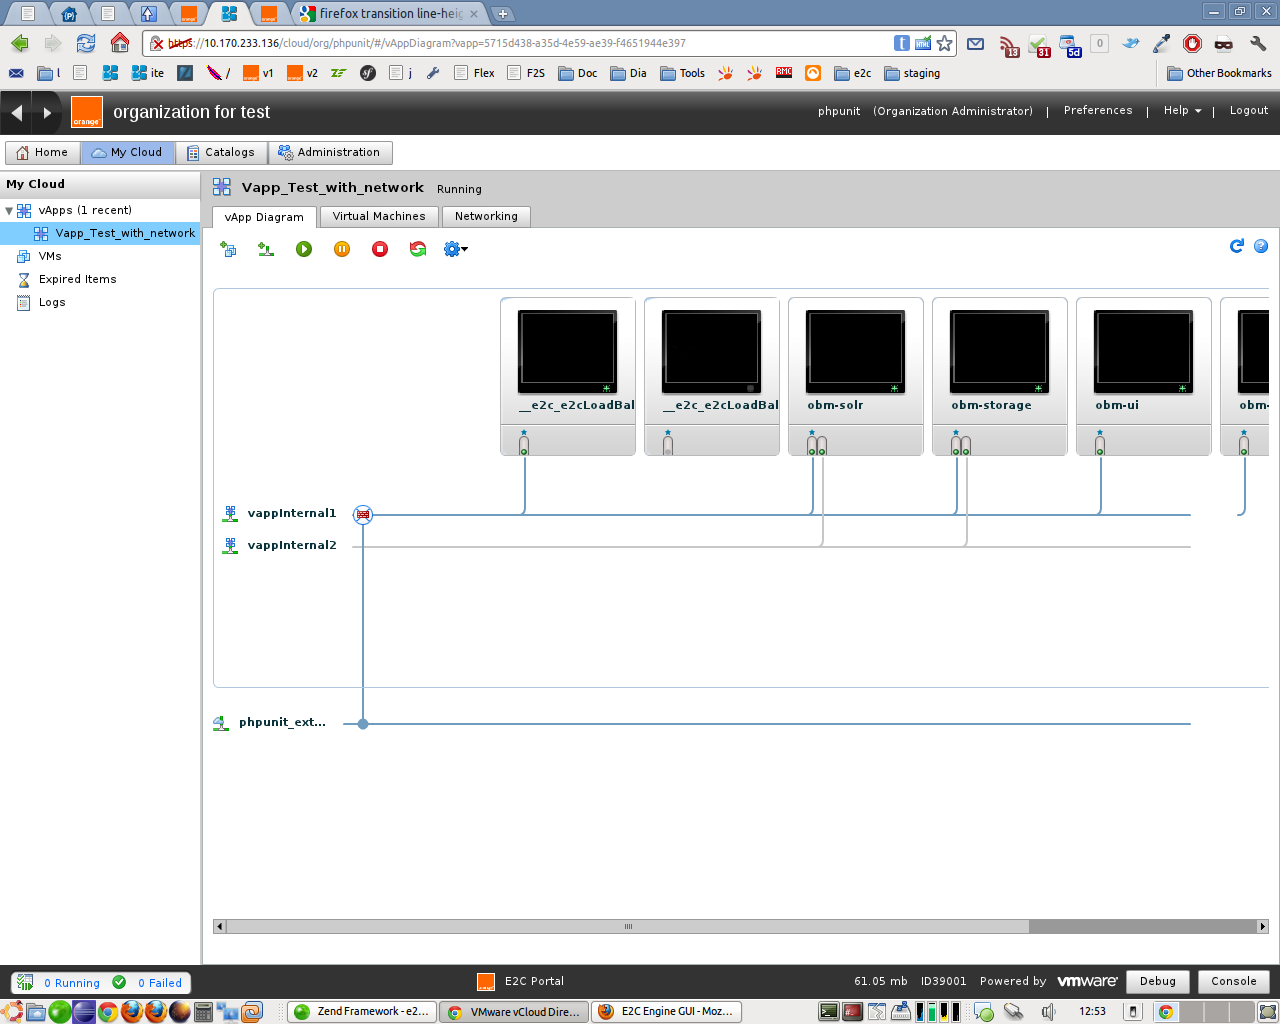 firefox transition line-heig
https://10.170.233.136/cloud/org/phpunit/#/vAppDiagram?vapp=5715d438-a35d-4e59-ae39-f4651944e397
13
31
5d
0
l
ite
/
v1
v2
j
Flex
F2S
Doc
Dia
Tools
e2c
staging
Other Bookmarks
orange
organization for test
phpunit (Organization Administrator) | Preferences | Help | Logout
Home
My Cloud
Catalogs
Administration
My Cloud
vApps (1 recent)
Vapp_Test_with_network
VMs
Expired Items
Logs
Vapp_Test_with_network Running
vApp Diagram
Virtual Machines
Networking
__e2c_e2cLoadBal
__e2c_e2cLoadBal
obm-solr
obm-storage
obm-ui
obm-
vappInternal1
vappInternal2
phpunit_ext...
0 Running
0 Failed
E2C Portal
61.05 mb
ID39001
Powered by vmware
Debug
Console
Zend Framework - e2...
VMware vCloud Dire...
E2C Engine GUI - Moz...
12:53